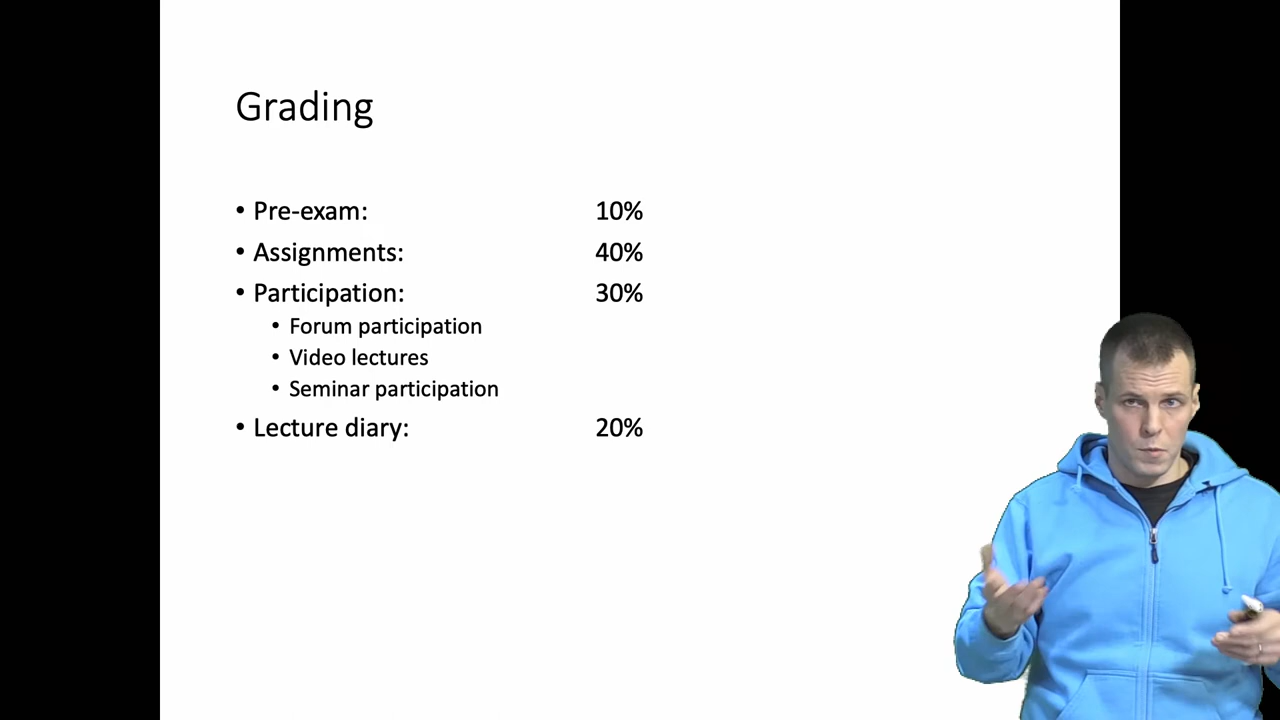 Grading
• Pre-exam: 10%
• Assignments: 40%
• Participation: 30%
• Forum participation
• Video lectures
• Seminar participation
• Lecture diary: 20%